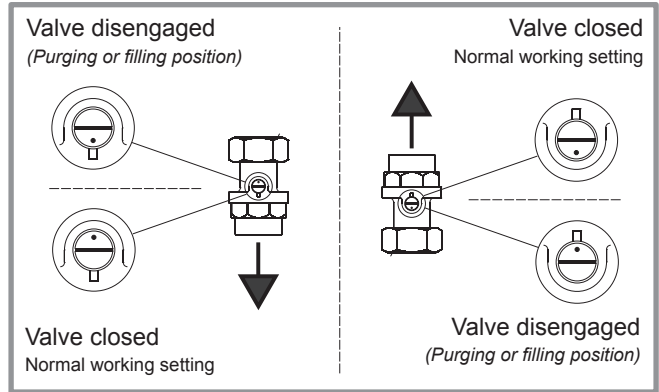 Valve disengaged
(Purging or filling position)
Valve closed
Normal working setting
Valve closed
Normal working setting
Valve disengaged
(Purging or filling position)